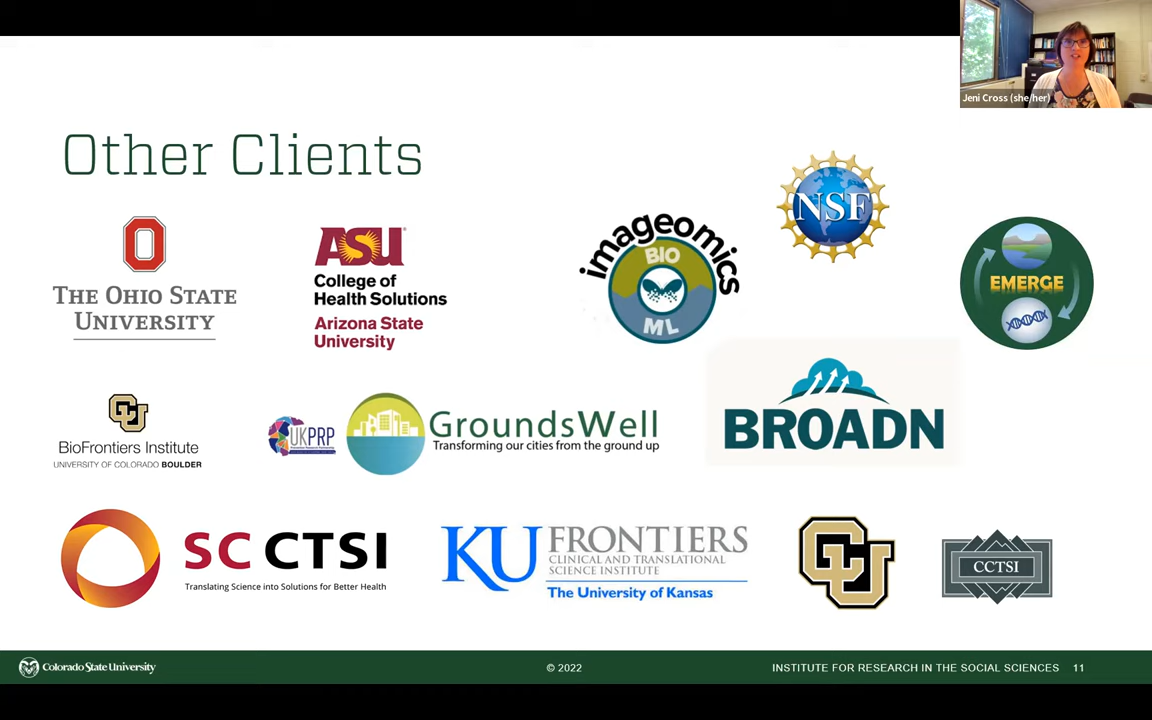 Jeni Cross (she/her)
Other Clients
THE OHIO STATE
UNIVERSITY
ASU
College of
Health Solutions
Arizona State
University
imageomics
BIO
ML
NSF
EMERGE
CU
BioFrontiers Institute
UNIVERSITY OF COLORADO BOULDER
UKPRP
GroundsWell
Transforming our cities from the ground up
BROADN
SC CTSI
Translating Science into Solutions for Better Health
KU FRONTIERS
CLINICAL AND TRANSLATIONAL
SCIENCE INSTITUTE
The University of Kansas
CU
CCTSI
Colorado State University
© 2022
INSTITUTE FOR RESEARCH IN THE SOCIAL SCIENCES 11